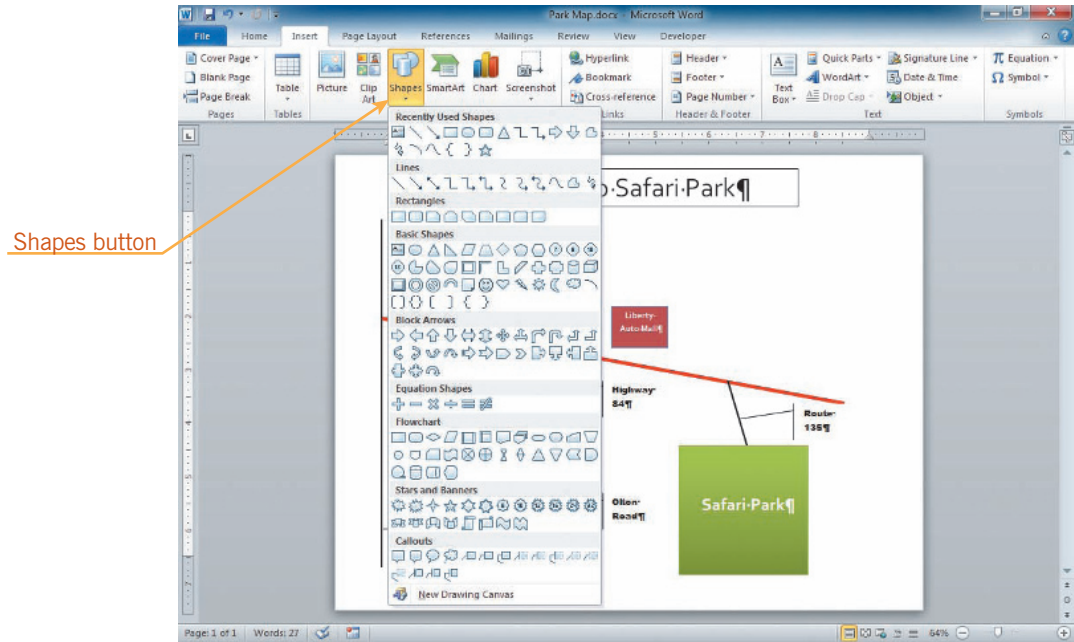 Park Map.docx - Microsoft Word
File Home Insert Page Layout References Mailings Review View Developer
Cover Page
Blank Page
Page Break
Pages
Table
Tables
Picture
Clip Art
Shapes
SmartArt
Chart
Screenshot
Hyperlink
Bookmark
Cross-reference
Links
Header
Footer
Page Number
Header & Footer
Text Box
Quick Parts
WordArt
Drop Cap
Signature Line
Date & Time
Object
Text
Equation
Symbol
Symbols
Shapes button
Recently Used Shapes
Lines
Rectangles
Basic Shapes
Block Arrows
Equation Shapes
Flowchart
Stars and Banners
Callouts
New Drawing Canvas
5 6 7 8
·Safari·Park¶
Liberty·
Auto·Mall¶
Highway·
84¶
Route·
135¶
Safari·Park¶
Road¶
Page: 1 of 1 Words: 27
64%